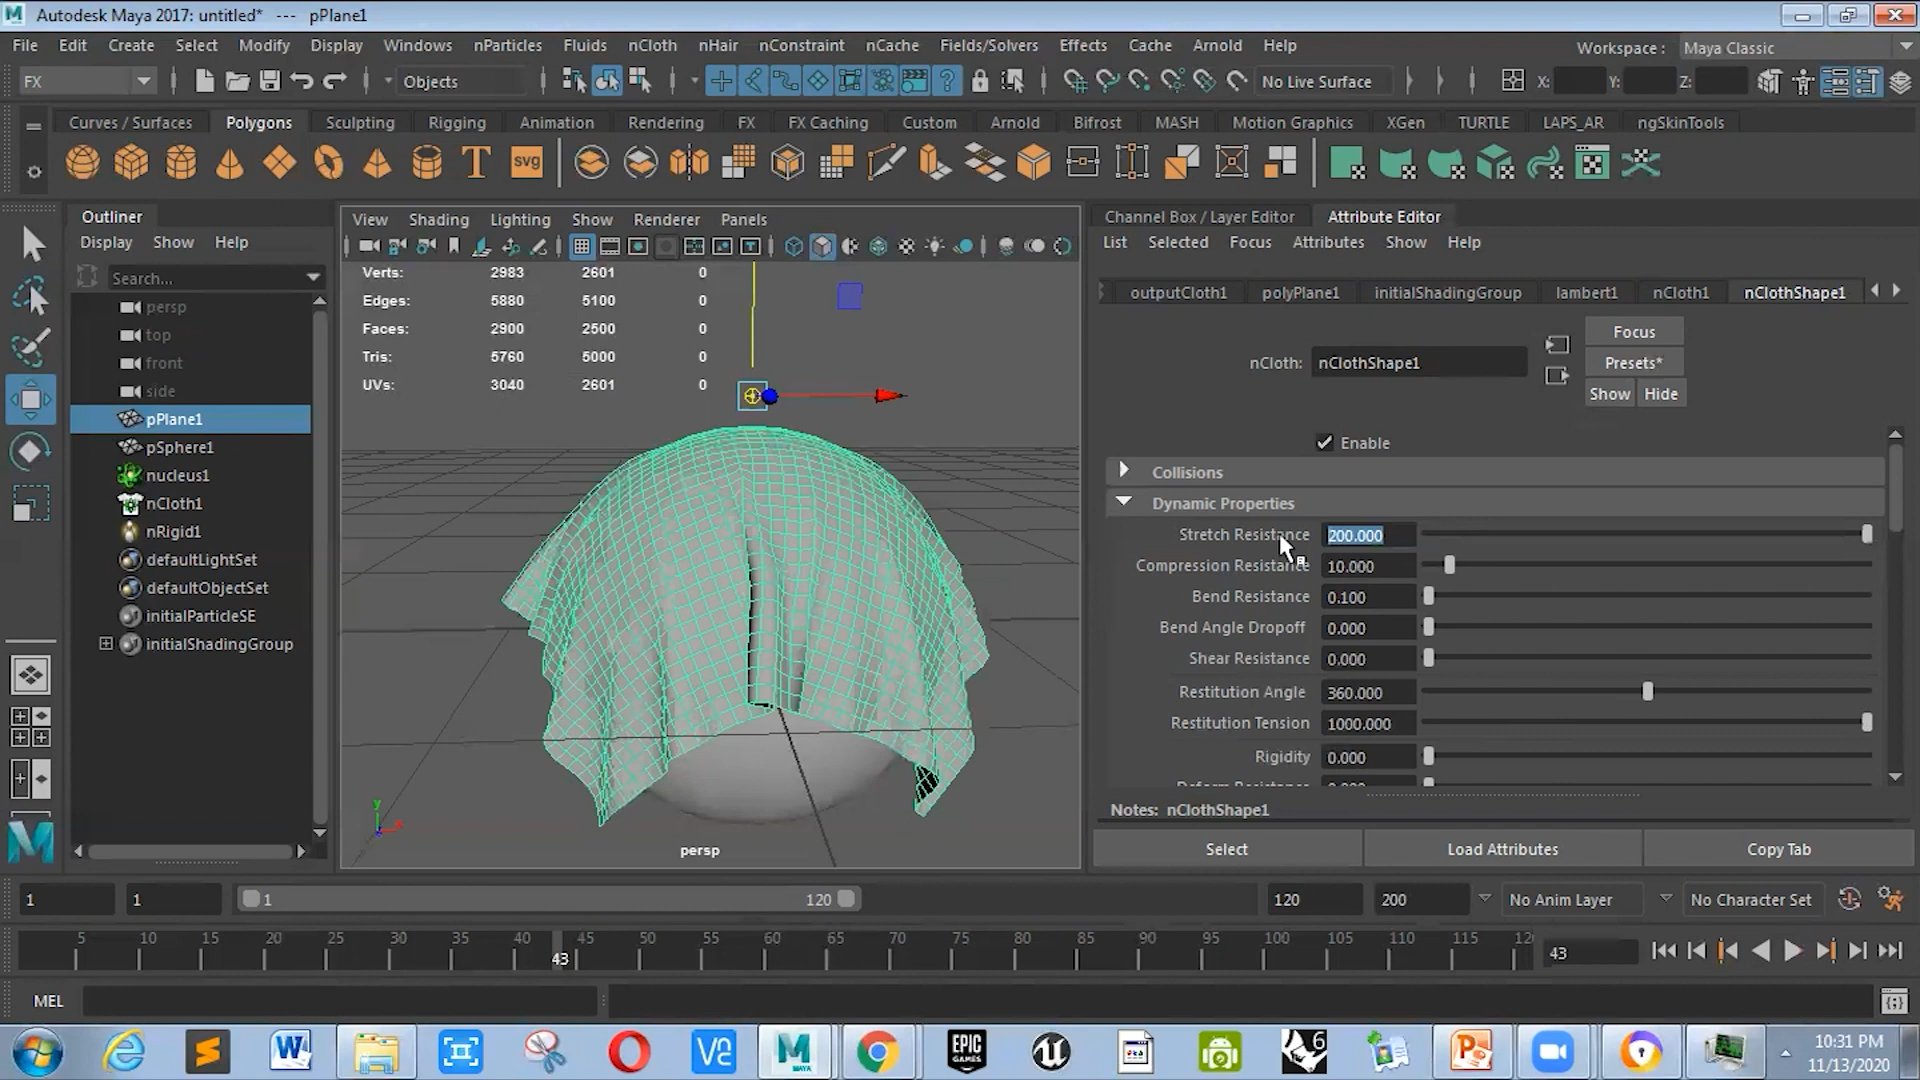 Autodesk Maya 2017: untitled* --- pPlane1
File Edit Create Select Modify Display Windows nParticles Fluids nCloth nHair nConstraint nCache Fields/Solvers Effects Cache Arnold Help Workspace : Maya Classic
FX Objects No Live Surface X: Y: Z:
Curves / Surfaces Polygons Sculpting Rigging Animation Rendering FX FX Caching Custom Arnold Bifrost MASH Motion Graphics XGen TURTLE LAPS_AR ngSkinTools
T SVG
Outliner
Display Show Help
Search...
persp
top
front
side
pPlane1
pSphere1
nucleus1
nCloth1
nRigid1
defaultLightSet
defaultObjectSet
initialParticleSE
initialShadingGroup
View Shading Lighting Show Renderer Panels
Verts: 2983 2601 0
Edges: 5880 5100 0
Faces: 2900 2500 0
Tris: 5760 5000 0
UVs: 3040 2601 0
y
x
persp
Channel Box / Layer Editor Attribute Editor
List Selected Focus Attributes Show Help
outputCloth1 polyPlane1 initialShadingGroup lambert1 nCloth1 nClothShape1
nCloth: nClothShape1
Focus
Presets*
Show Hide
Enable
Collisions
Dynamic Properties
Stretch Resistance 200.000
Compression Resistance 10.000
Bend Resistance 0.100
Bend Angle Dropoff 0.000
Shear Resistance 0.000
Restitution Angle 360.000
Restitution Tension 1000.000
Rigidity 0.000
Notes: nClothShape1
Select Load Attributes Copy Tab
1 1 1 120 120 200 No Anim Layer No Character Set
5 10 15 20 25 30 35 40 45 50 55 60 65 70 75 80 85 90 95 100 105 110 115 12
43 43
MEL
EPIC GAMES
MAYA
6
10:31 PM
11/13/2020